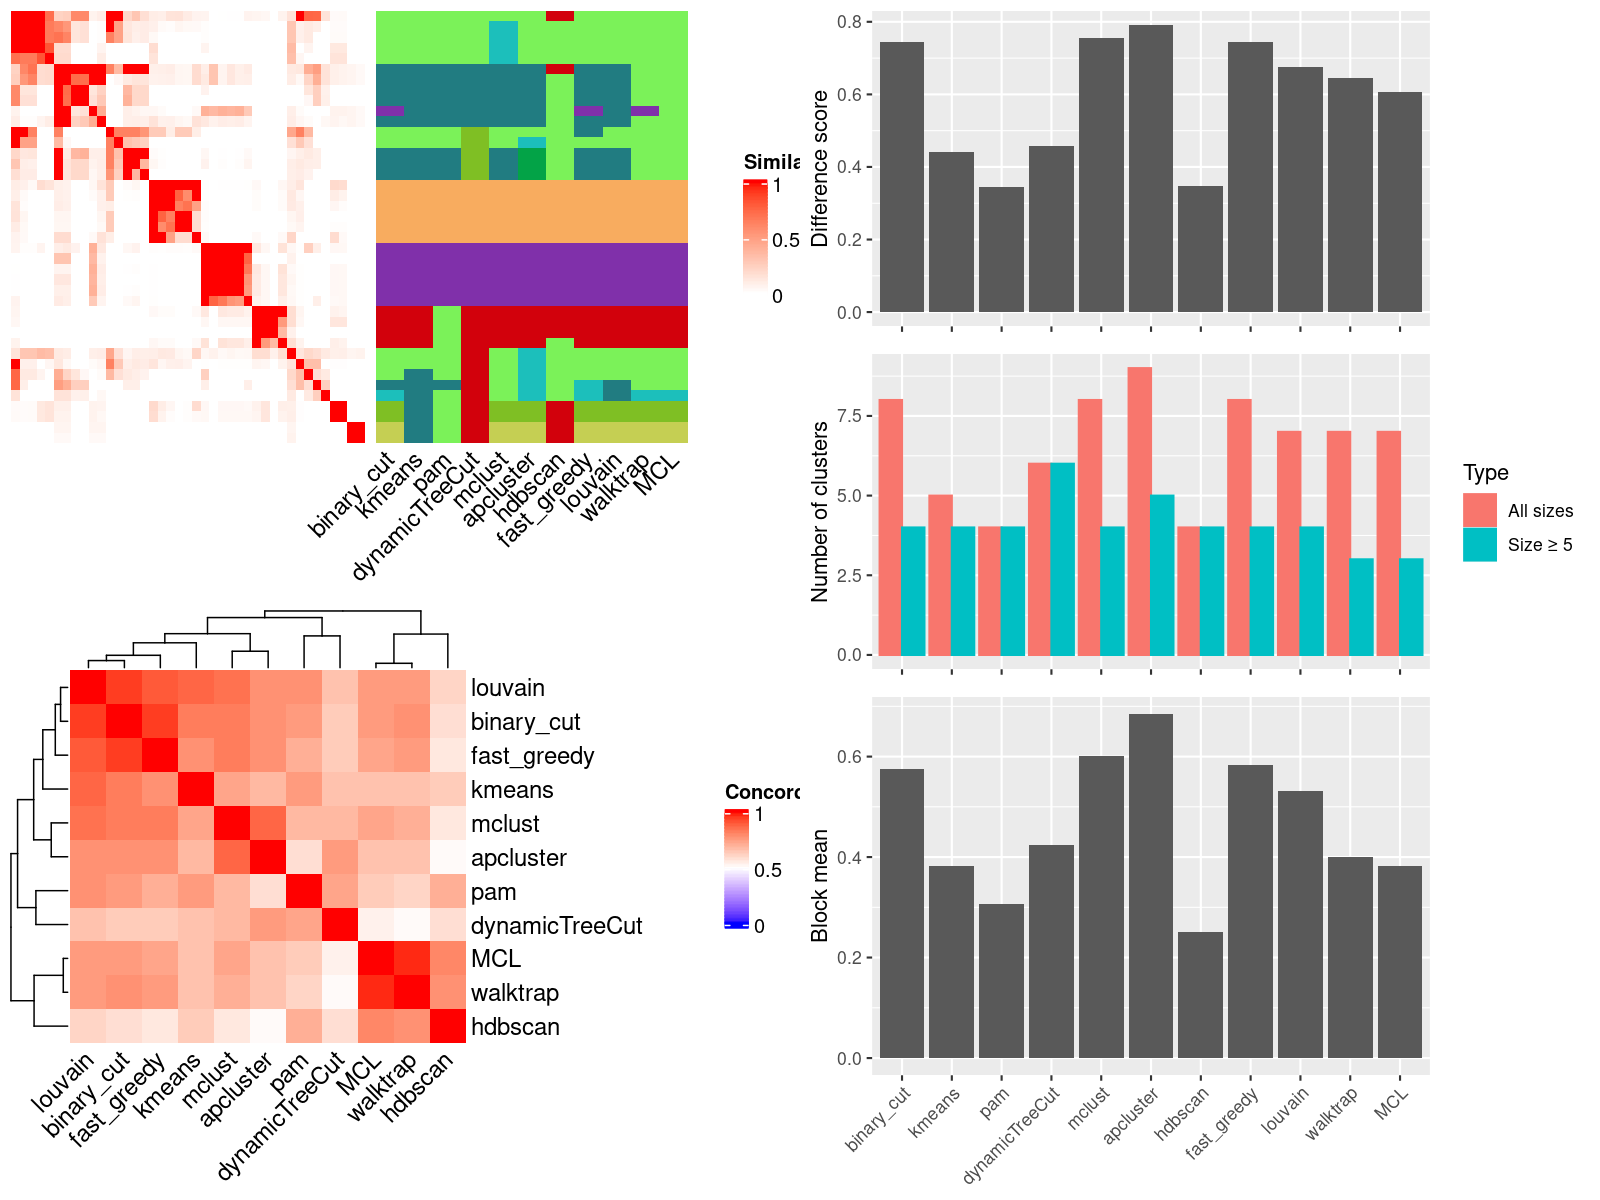 Simila
1
0.5
0
binary_cut
kmeans
pam
dynamicTreeCut
mclust
apcluster
hdbscan
fast_greedy
louvain
walktrap
MCL
Difference score
0.8
0.6
0.4
0.2
0.0
Number of clusters
7.5
5.0
2.5
0.0
Type
All sizes
Size ≥ 5
louvain
binary_cut
fast_greedy
kmeans
mclust
apcluster
pam
dynamicTreeCut
MCL
walktrap
hdbscan
louvain
binary_cut
fast_greedy
kmeans
mclust
apcluster
pam
dynamicTreeCut
MCL
walktrap
hdbscan
Concord
1
0.5
0
Block mean
0.6
0.4
0.2
0.0
binary_cut
kmeans
pam
dynamicTreeCut
mclust
apcluster
hdbscan
fast_greedy
louvain
walktrap
MCL